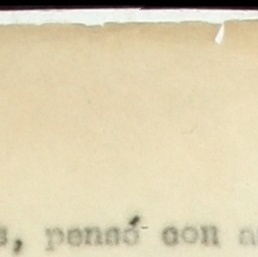 s, pensó con a